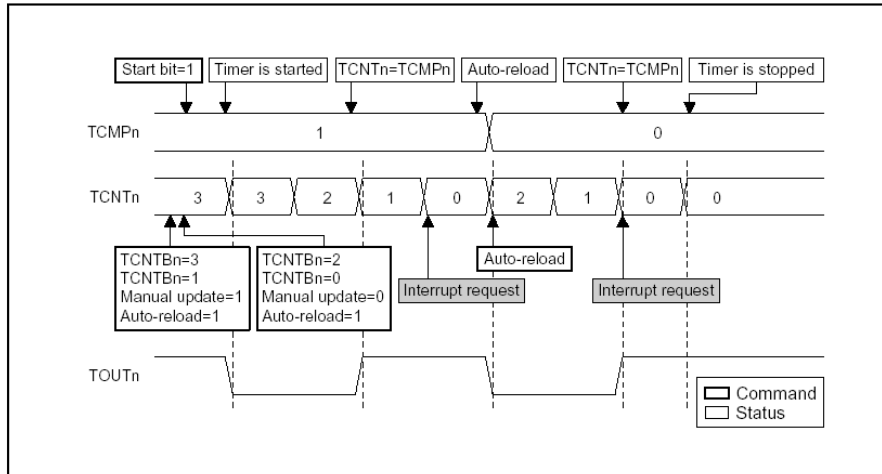 Start bit=1
Timer is started
TCNTn=TCMPn
Auto-reload
TCNTn=TCMPn
Timer is stopped
TCMPn
1
0
TCNTn
3
3
2
1
0
2
1
0
0
TCNTBn=3
TCNTBn=1
Manual update=1
Auto-reload=1
TCNTBn=2
TCNTBn=0
Manual update=0
Auto-reload=1
Interrupt request
Auto-reload
Interrupt request
TOUTn
Command
Status